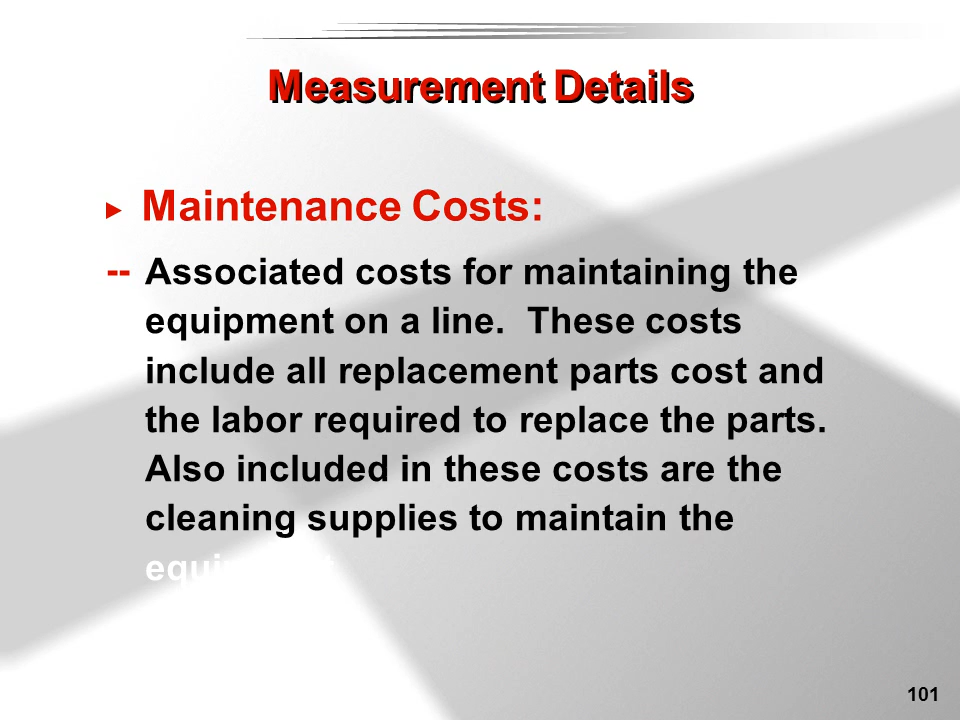 Measurement Details
► Maintenance Costs:
-- Associated costs for maintaining the
equipment on a line.  These costs
include all replacement parts cost and
the labor required to replace the parts.
Also included in these costs are the
cleaning supplies to maintain the
equipment
101